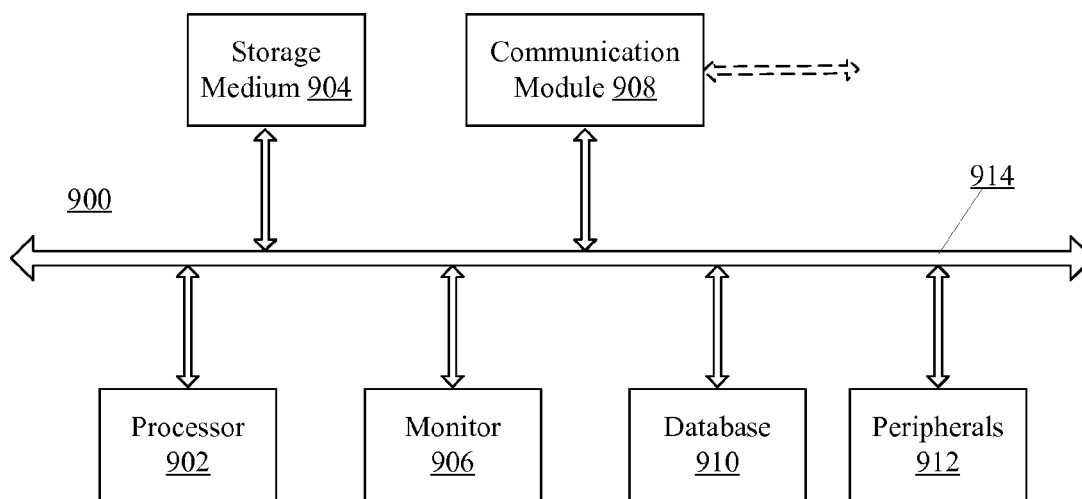 Storage
Medium 904
Communication
Module 908
900
914
Processor
902
Monitor
906
Database
910
Peripherals
912